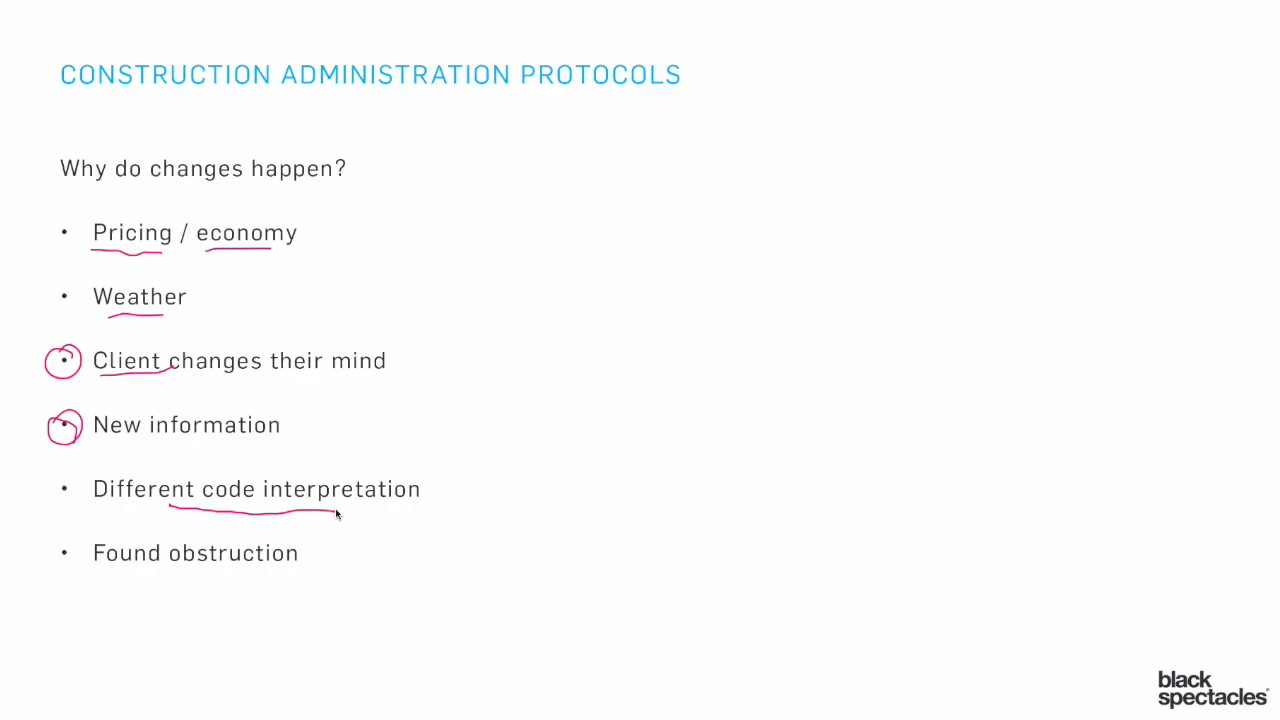 CONSTRUCTION ADMINISTRATION PROTOCOLS
Why do changes happen?
• Pricing / economy
• Weather
• Client changes their mind
• New information
• Different code interpretation
• Found obstruction
black
spectacles